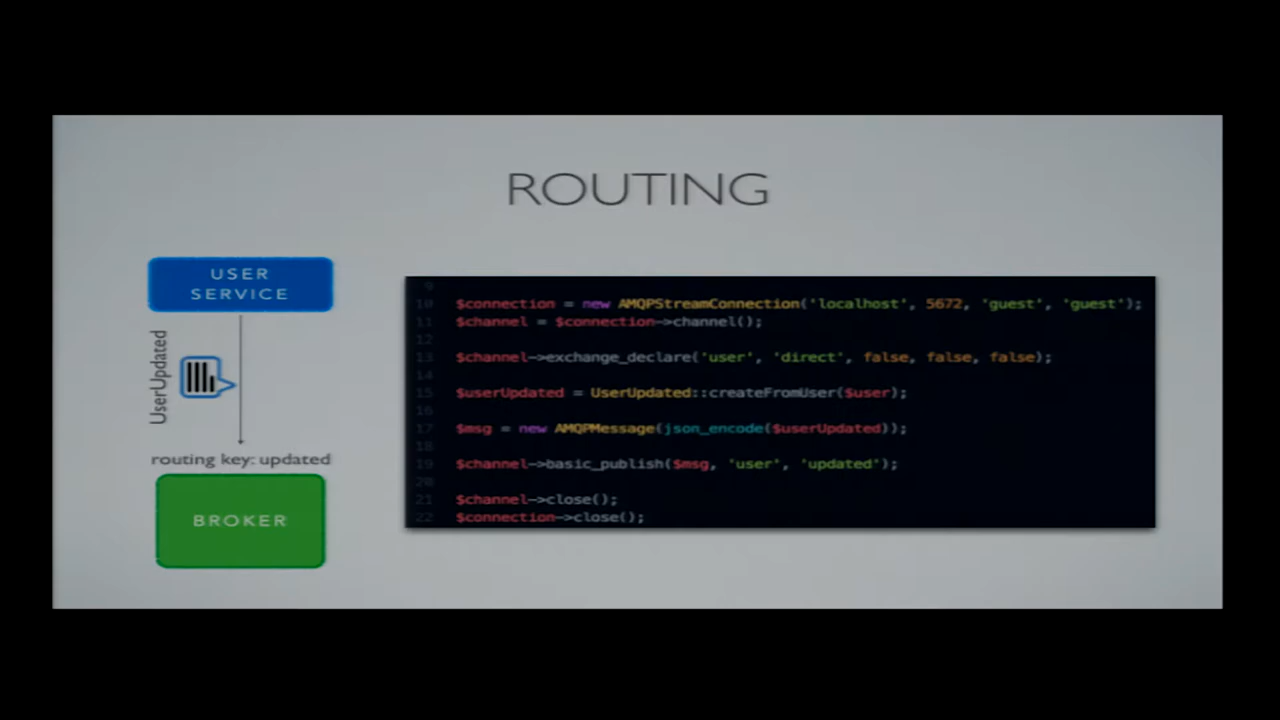 ROUTING
USER
SERVICE
UserUpdated
routing key: updated
BROKER
9
10 $connection = new AMQPStreamConnection('localhost', 5672, 'guest', 'guest');
11 $channel = $connection->channel();
12
13 $channel->exchange_declare('user', 'direct', false, false, false);
14
15 $userUpdated = UserUpdated::createFromUser($user);
16
17 $msg = new AMQPMessage(json_encode($userUpdated));
18
19 $channel->basic_publish($msg, 'user', 'updated');
20
21 $channel->close();
22 $connection->close();